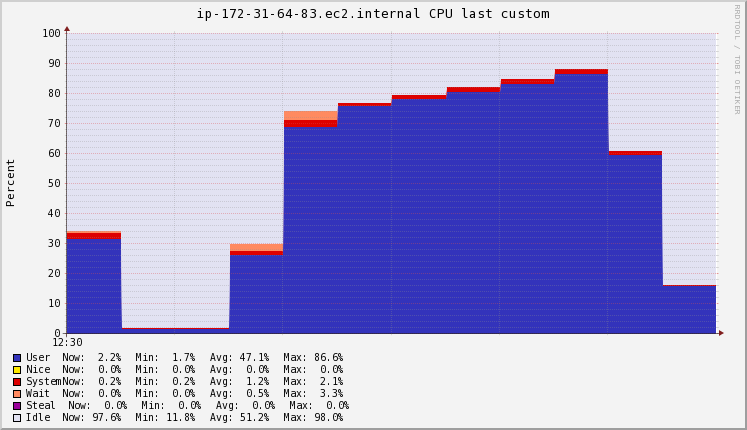 ip-172-31-64-83.ec2.internal CPU last custom
RRDTOOL / TOBI OETIKER
Percent
100
90
80
70
60
50
40
30
20
10
0
12:30
User Now: 2.2% Min: 1.7% Avg: 47.1% Max: 86.6%
Nice Now: 0.0% Min: 0.0% Avg: 0.0% Max: 0.0%
System Now: 0.2% Min: 0.2% Avg: 1.2% Max: 2.1%
Wait Now: 0.0% Min: 0.0% Avg: 0.5% Max: 3.3%
Steal Now: 0.0% Min: 0.0% Avg: 0.0% Max: 0.0%
Idle Now: 97.6% Min: 11.8% Avg: 51.2% Max: 98.0%